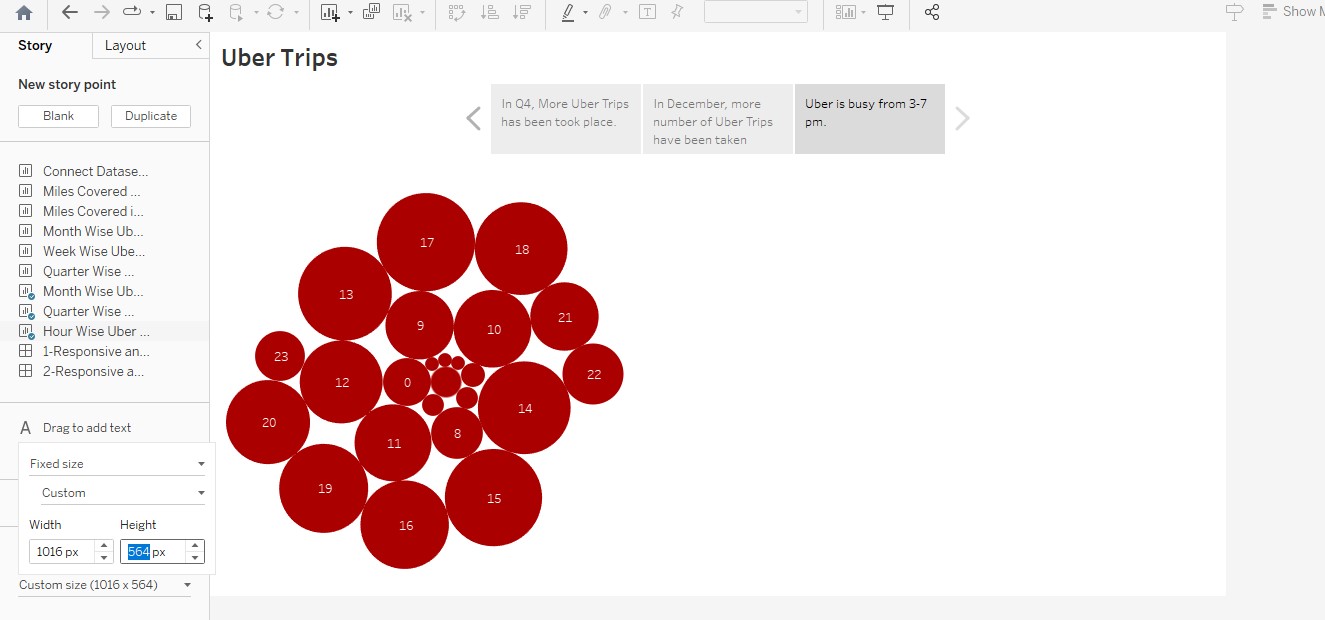 Show M
Story
Layout
New story point
Blank
Duplicate
Connect Datase...
Miles Covered ...
Miles Covered i...
Month Wise Ub...
Week Wise Ube...
Quarter Wise ...
Month Wise Ub...
Quarter Wise ...
Hour Wise Uber ...
1-Responsive an...
2-Responsive a...
A Drag to add text
Fixed size
Custom
Width Height
1016 px 564 px
Custom size (1016 x 564)
Uber Trips
In Q4, More Uber Trips
has been took place.
In December, more
number of Uber Trips
have been taken
Uber is busy from 3-7
pm.
17
18
13
9
10
21
23
12
0
22
20
14
11
8
19
15
16